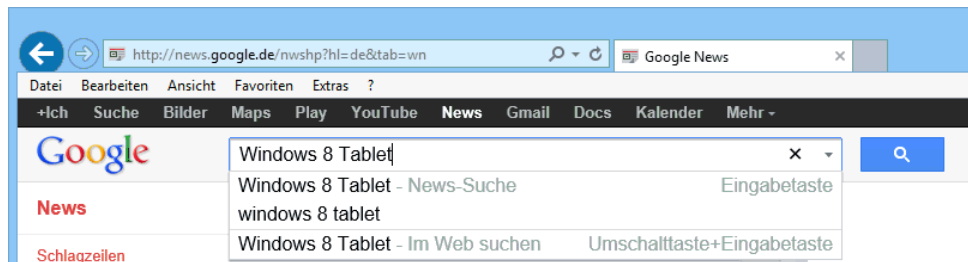 http://news.google.de/nwshp?hl=de&tab=wn Google News
Datei Bearbeiten Ansicht Favoriten Extras ?
+Ich Suche Bilder Maps Play YouTube News Gmail Docs Kalender Mehr
Google Windows 8 Tablet
Windows 8 Tablet - News-Suche Eingabetaste
News
windows 8 tablet
Windows 8 Tablet - Im Web suchen Umschalttaste+Eingabetaste
Schlagzeilen